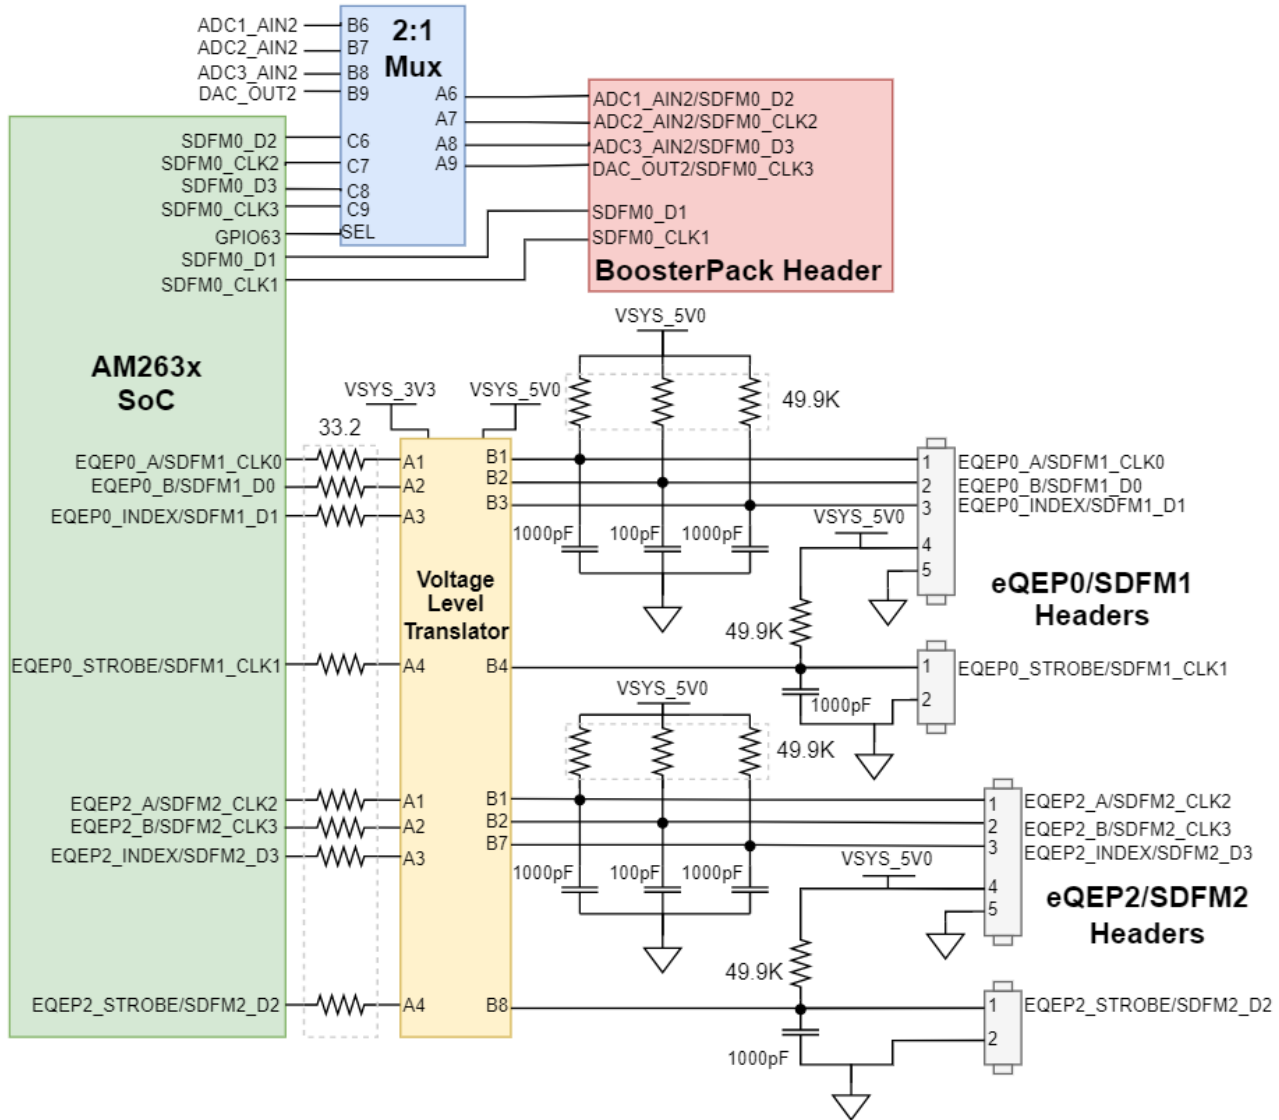 ADC1_AIN2
B6
2:1
Mux
ADC2_AIN2
B7
ADC3_AIN2
B8
DAC_OUT2
B9
A6
ADC1_AIN2/SDFM0_D2
A7
ADC2_AIN2/SDFM0_CLK2
A8
ADC3_AIN2/SDFM0_D3
A9
DAC_OUT2/SDFM0_CLK3
SDFM0_D2
C6
SDFM0_CLK2
C7
SDFM0_D3
C8
SDFM0_CLK3
C9
GPIO63
SEL
SDFM0_D1
SDFM0_CLK1
SDFM0_D1
SDFM0_CLK1
BoosterPack Header
AM263x
SoC
VSYS_5V0
VSYS_3V3
VSYS_5V0
49.9K
33.2
EQEP0_A/SDFM1_CLK0
A1
B1
1
EQEP0_A/SDFM1_CLK0
EQEP0_B/SDFM1_D0
A2
B2
2
EQEP0_B/SDFM1_D0
EQEP0_INDEX/SDFM1_D1
A3
B3
3
EQEP0_INDEX/SDFM1_D1
1000pF
100pF
1000pF
VSYS_5V0
4
5
Voltage
Level
Translator
eQEP0/SDFM1
Headers
49.9K
EQEP0_STROBE/SDFM1_CLK1
A4
B4
1
EQEP0_STROBE/SDFM1_CLK1
2
1000pF
VSYS_5V0
49.9K
EQEP2_A/SDFM2_CLK2
A1
B1
1
EQEP2_A/SDFM2_CLK2
EQEP2_B/SDFM2_CLK3
A2
B2
2
EQEP2_B/SDFM2_CLK3
EQEP2_INDEX/SDFM2_D3
A3
B7
3
EQEP2_INDEX/SDFM2_D3
1000pF
100pF
1000pF
VSYS_5V0
4
5
eQEP2/SDFM2
Headers
49.9K
EQEP2_STROBE/SDFM2_D2
A4
B8
1
EQEP2_STROBE/SDFM2_D2
2
1000pF